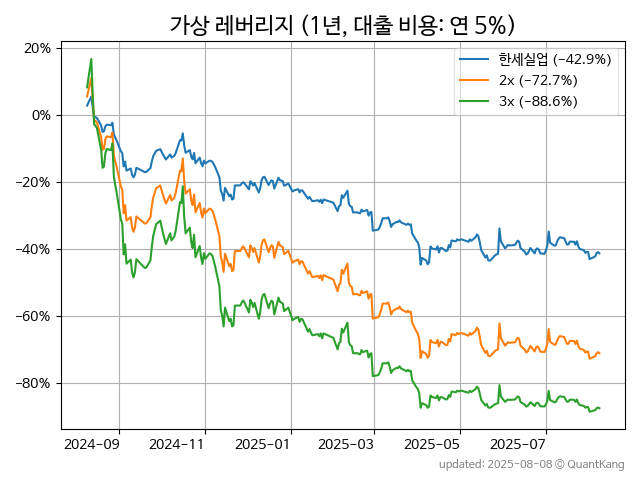 가상 레버리지 (1년, 대출 비용: 연 5%)
20%
0%
−20%
−40%
−60%
−80%
한세실업 (−42.9%)
2x (−72.7%)
3x (−88.6%)
2024-09 2024-11 2025-01 2025-03 2025-05 2025-07
updated: 2025-08-08 © QuantKang